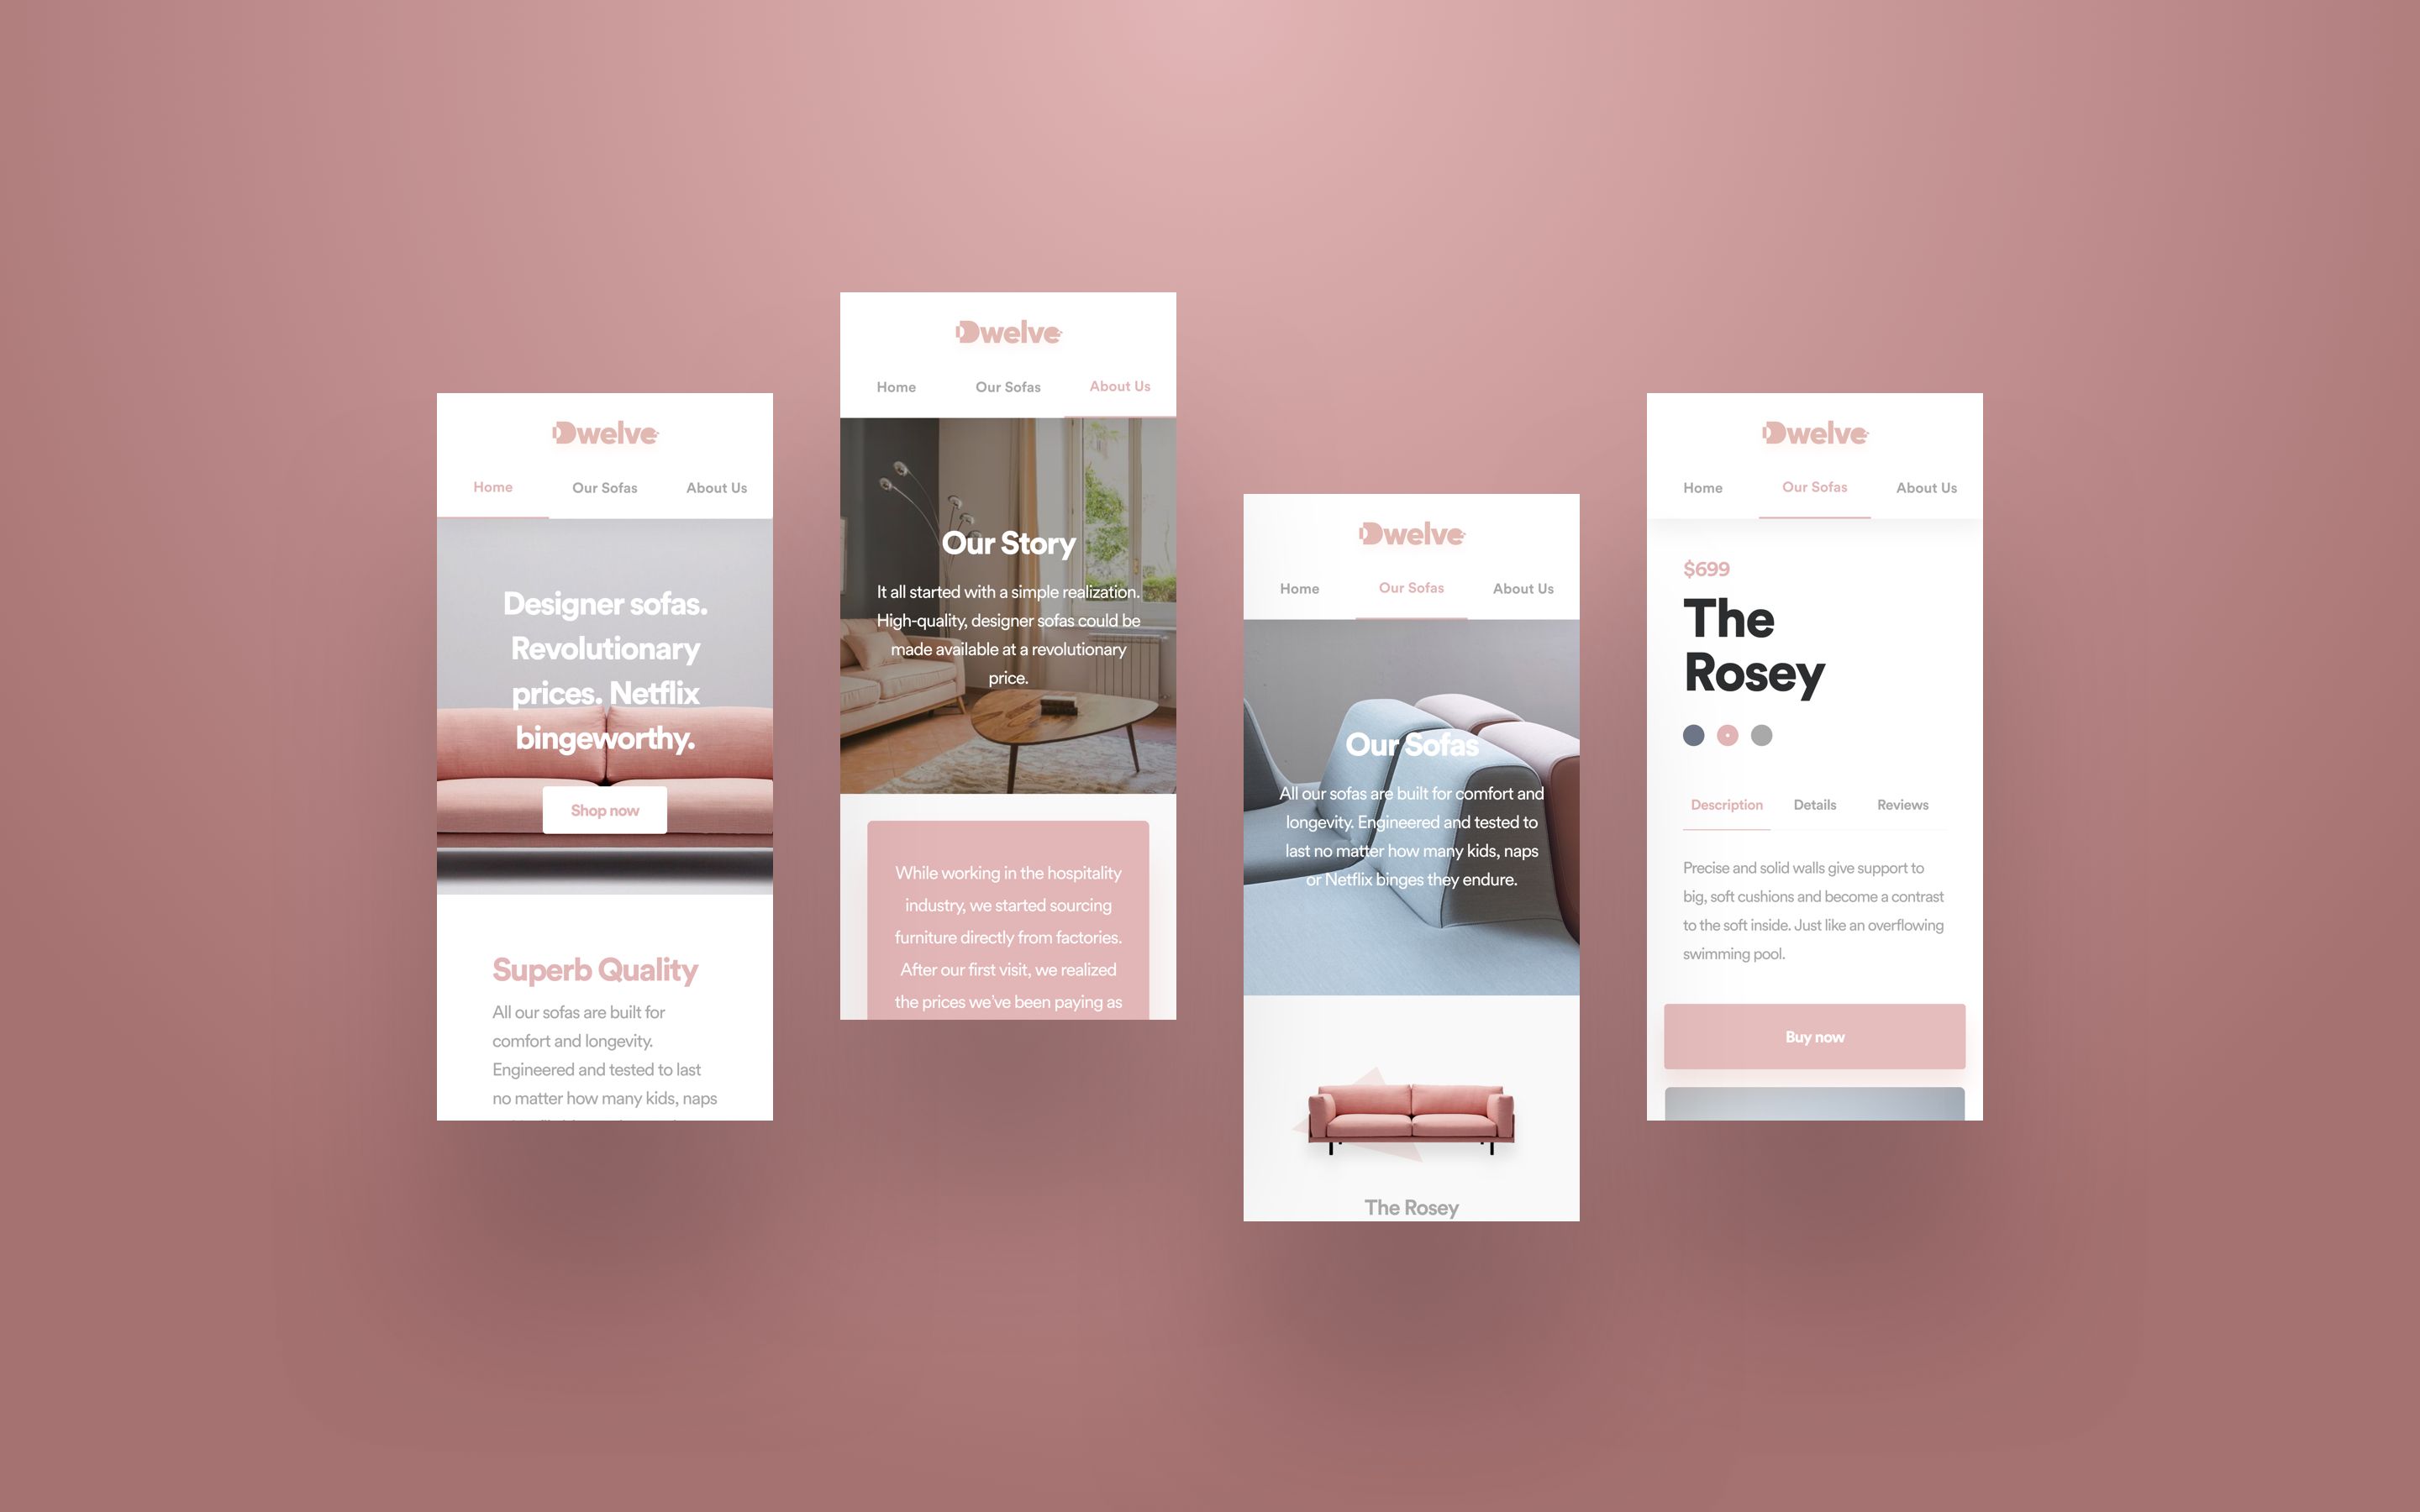 Dwelve
Home Our Sofas About Us
Designer sofas.
Revolutionary
prices. Netflix
bingeworthy.
Shop now
Superb Quality
All our sofas are built for
comfort and longevity.
Engineered and tested to last
no matter how many kids, naps
Dwelve
Home Our Sofas About Us
Our Story
It all started with a simple realization.
High-quality, designer sofas could be
made available at a revolutionary
price.
While working in the hospitality
industry, we started sourcing
furniture directly from factories.
After our first visit, we realized
the prices we've been paying as
Dwelve
Home Our Sofas About Us
Our Sofas
All our sofas are built for comfort and
longevity. Engineered and tested to
last no matter how many kids, naps
or Netflix binges they endure.
The Rosey
Dwelve
Home Our Sofas About Us
$699
The
Rosey
Description Details Reviews
Precise and solid walls give support to
big, soft cushions and become a contrast
to the soft inside. Just like an overflowing
swimming pool.
Buy now